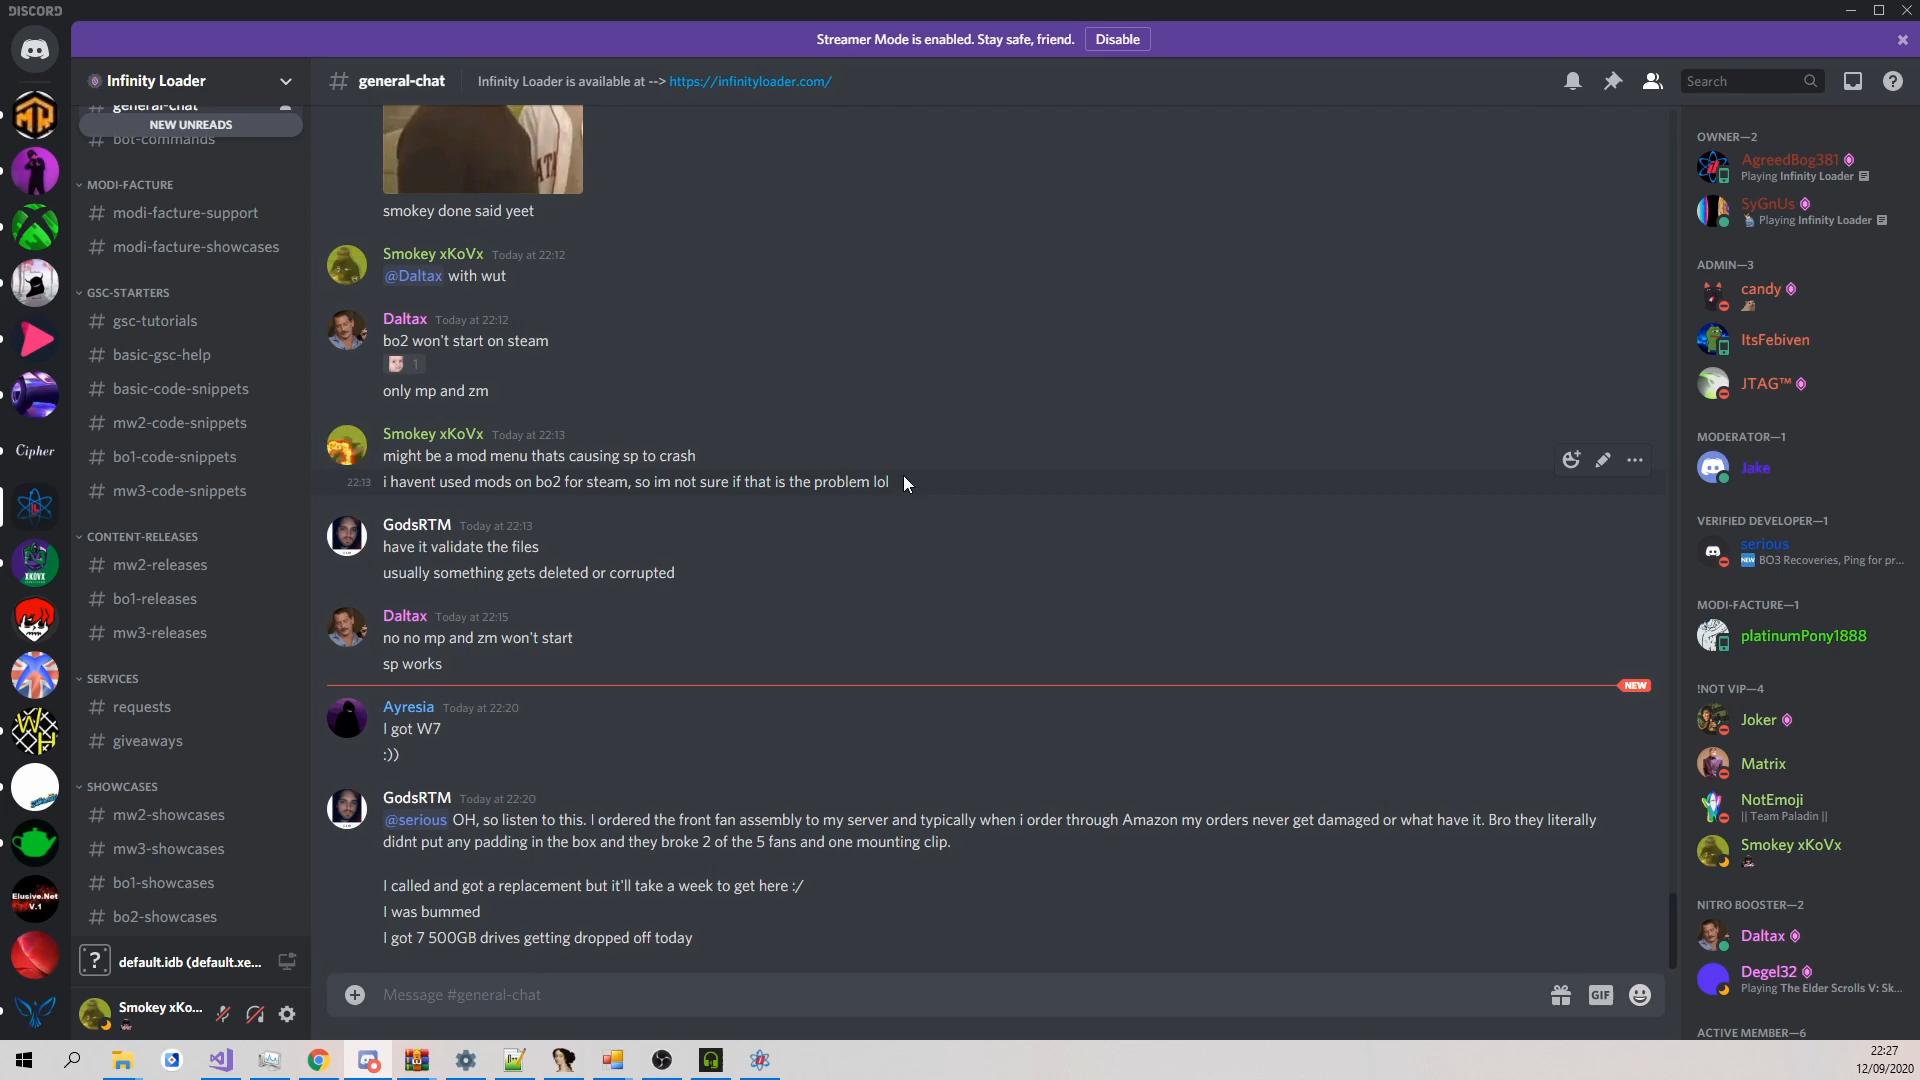 DISCORD
Streamer Mode is enabled. Stay safe, friend. Disable
Infinity Loader
general-chat
NEW UNREADS
bot-commands
MODI-FACTURE
modi-facture-support
modi-facture-showcases
GSC-STARTERS
gsc-tutorials
basic-gsc-help
basic-code-snippets
mw2-code-snippets
bo1-code-snippets
mw3-code-snippets
CONTENT-RELEASES
mw2-releases
bo1-releases
mw3-releases
SERVICES
requests
giveaways
SHOWCASES
mw2-showcases
mw3-showcases
bo1-showcases
bo2-showcases
default.idb (default.xe...
Smokey xKo...
Cipher
XKOVX
Elusive.Net
V.1
# general-chat Infinity Loader is available at --> https://infinityloader.com/
Search
smokey done said yeet
Smokey xKoVx Today at 22:12
@Daltax with wut
Daltax Today at 22:12
bo2 won't start on steam
1
only mp and zm
Smokey xKoVx Today at 22:13
might be a mod menu thats causing sp to crash
22:13 i havent used mods on bo2 for steam, so im not sure if that is the problem lol
GodsRTM Today at 22:13
have it validate the files
usually something gets deleted or corrupted
Daltax Today at 22:15
no no mp and zm won't start
sp works
NEW
Ayresia Today at 22:20
I got W7
:))
GodsRTM Today at 22:20
@serious OH, so listen to this. I ordered the front fan assembly to my server and typically when i order through Amazon my orders never get damaged or what have it. Bro they literally
didnt put any padding in the box and they broke 2 of the 5 fans and one mounting clip.
I called and got a replacement but it'll take a week to get here :/
I was bummed
I got 7 500GB drives getting dropped off today
Message #general-chat
GIF
OWNER—2
AgreedBog381
Playing Infinity Loader
SyGnUs
Playing Infinity Loader
ADMIN—3
candy
ItsFebiven
JTAG™
MODERATOR—1
Jake
VERIFIED DEVELOPER—1
serious
NEW BO3 Recoveries, Ping for pr...
MODI-FACTURE—1
platinumPony1888
!NOT VIP—4
Joker
Matrix
NotEmoji
|| Team Paladin ||
Smokey xKoVx
NITRO BOOSTER—2
Daltax
Degel32
Playing The Elder Scrolls V: Sk...
ACTIVE MEMBER—6
22:27
12/09/2020